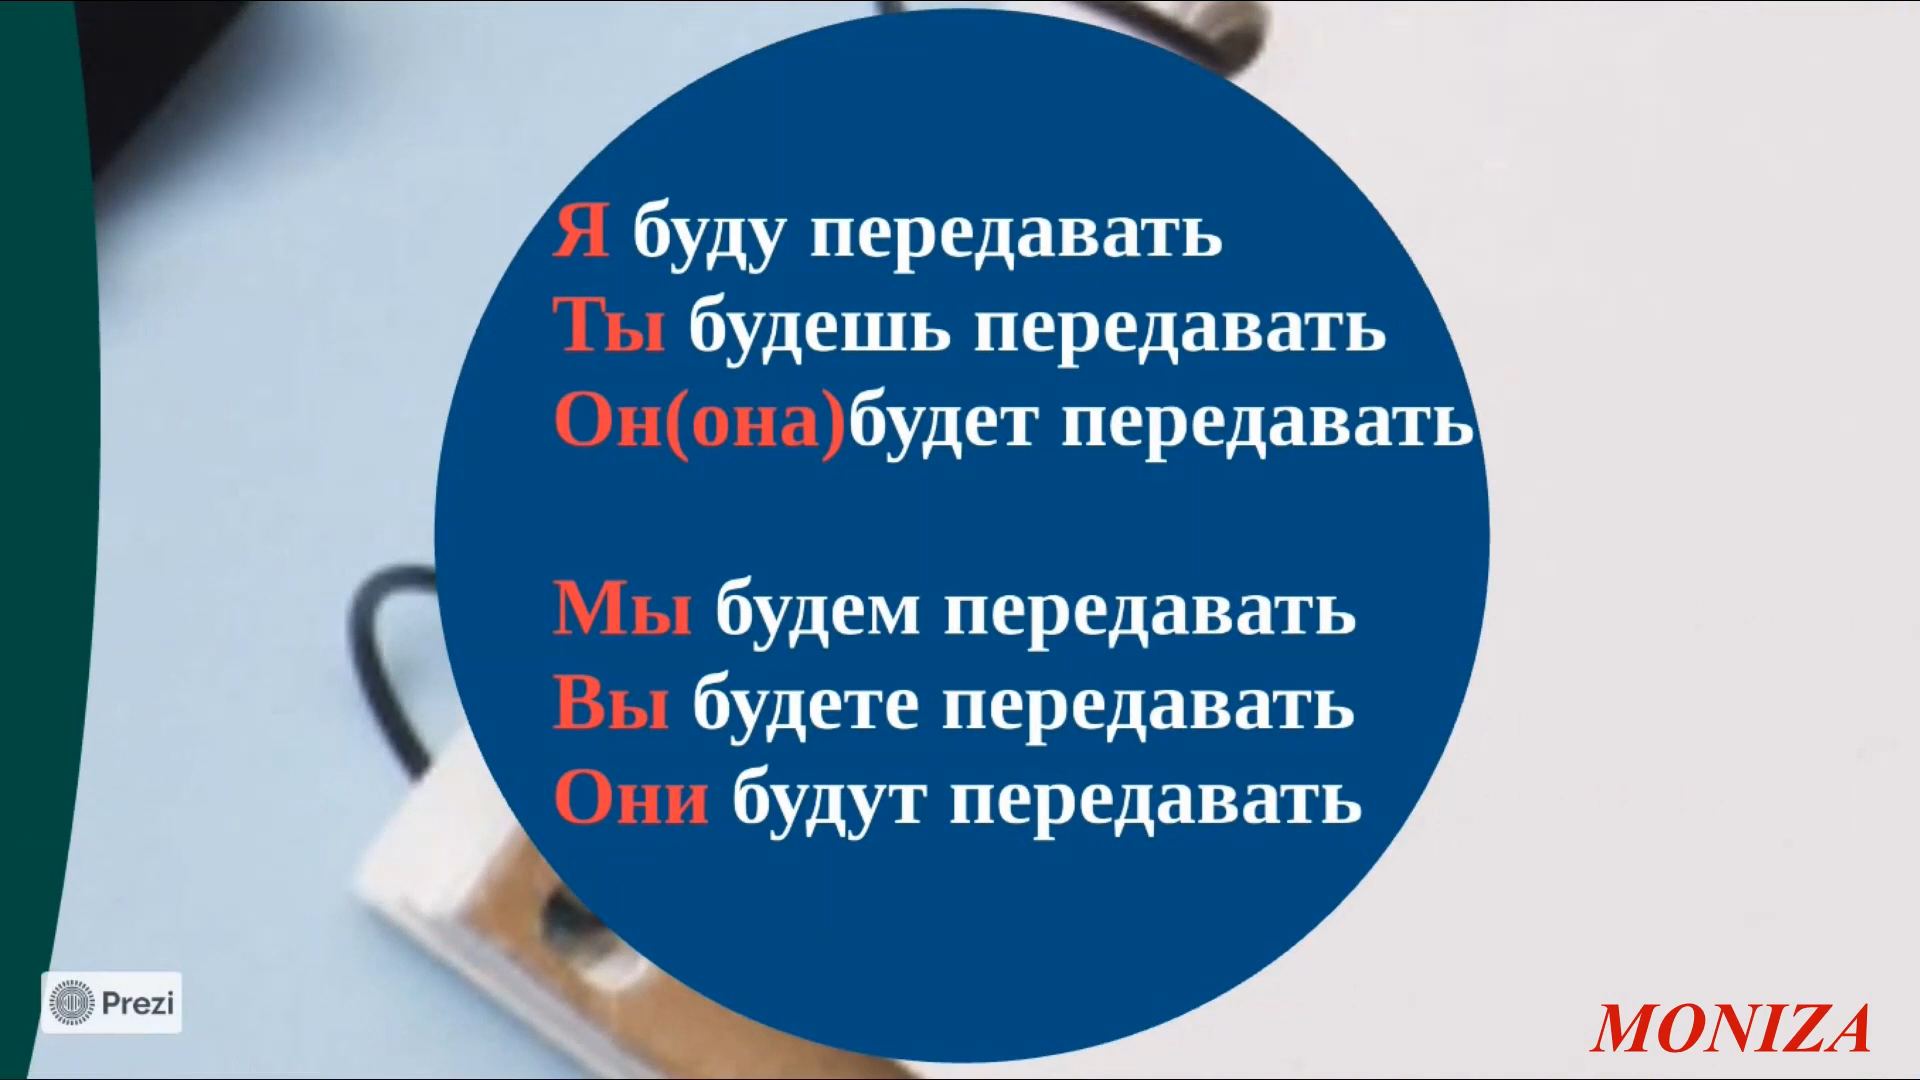 Я буду передавать
Ты будешь передавать
Он(она)будет передавать
Мы будем передавать
Вы будете передавать
Они будут передавать
Prezi
MONIZA